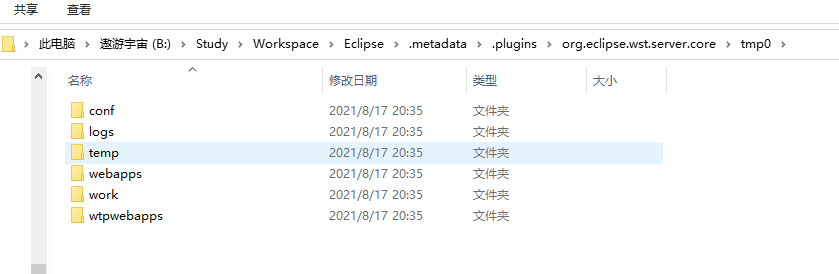 共享 查看
此电脑 遨游宇宙 (B:) Study Workspace Eclipse .metadata .plugins org.eclipse.wst.server.core tmp0
名称 修改日期 类型 大小
conf 2021/8/17 20:35 文件夹
logs 2021/8/17 20:35 文件夹
temp 2021/8/17 20:35 文件夹
webapps 2021/8/17 20:35 文件夹
work 2021/8/17 20:35 文件夹
wtpwebapps 2021/8/17 20:35 文件夹